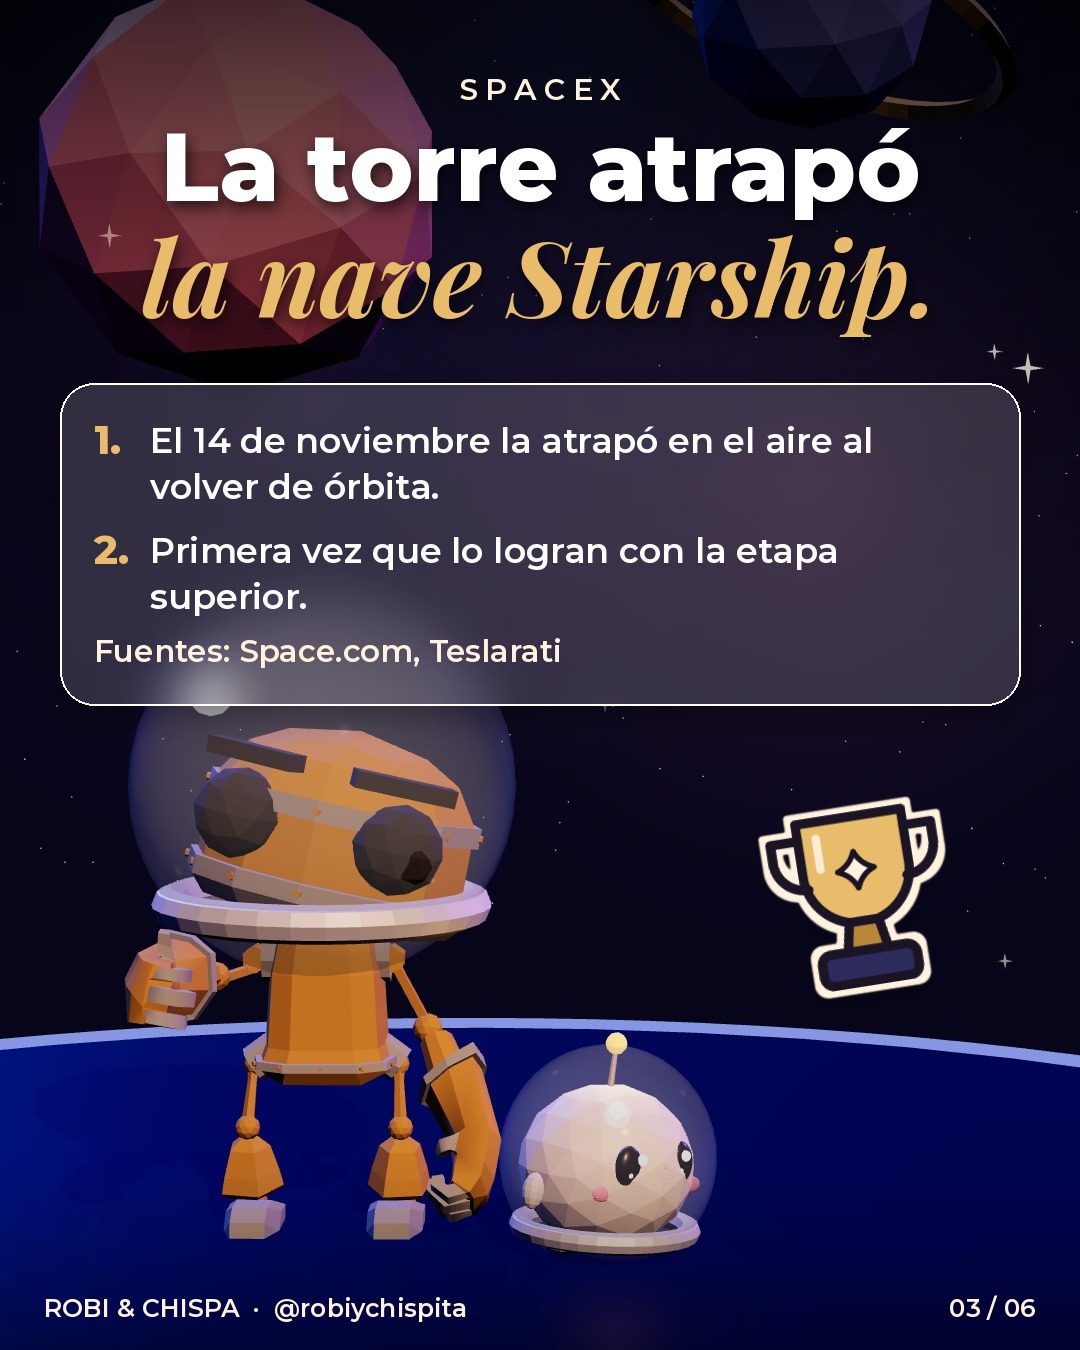 SPACEX
La torre atrapó
la nave Starship.
1. El 14 de noviembre la atrapó en el aire al
volver de órbita.
2. Primera vez que lo logran con la etapa
superior.
Fuentes: Space.com, Teslarati
ROBI & CHISPA · @robiychispita
03 / 06